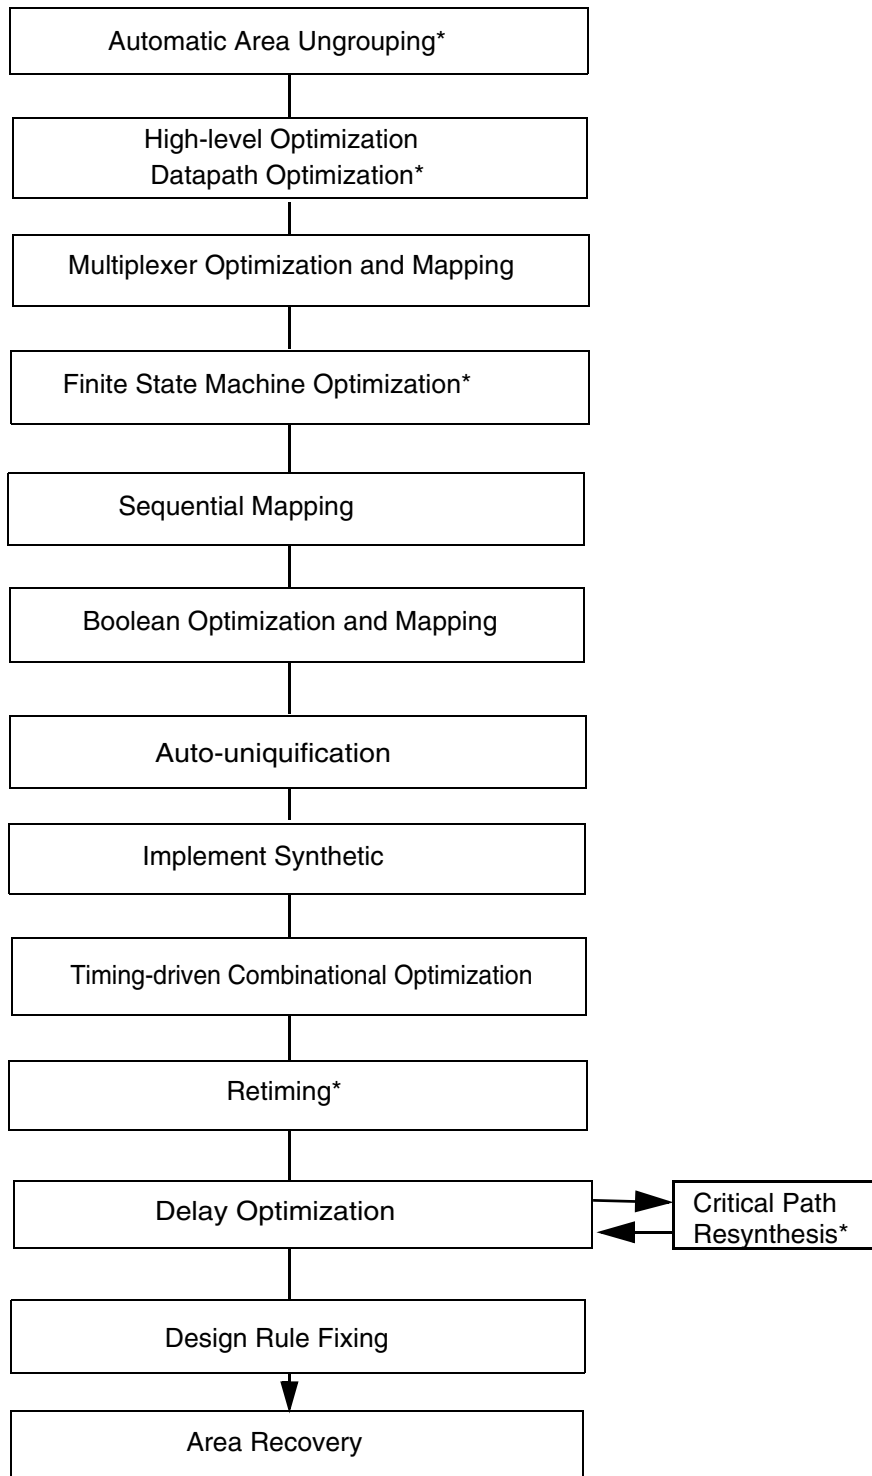 Automatic Area Ungrouping*
High-level Optimization
Datapath Optimization*
Multiplexer Optimization and Mapping
Finite State Machine Optimization*
Sequential Mapping
Boolean Optimization and Mapping
Auto-uniquification
Implement Synthetic
Timing-driven Combinational Optimization
Retiming*
Delay Optimization
Critical Path
Resynthesis*
Design Rule Fixing
Area Recovery